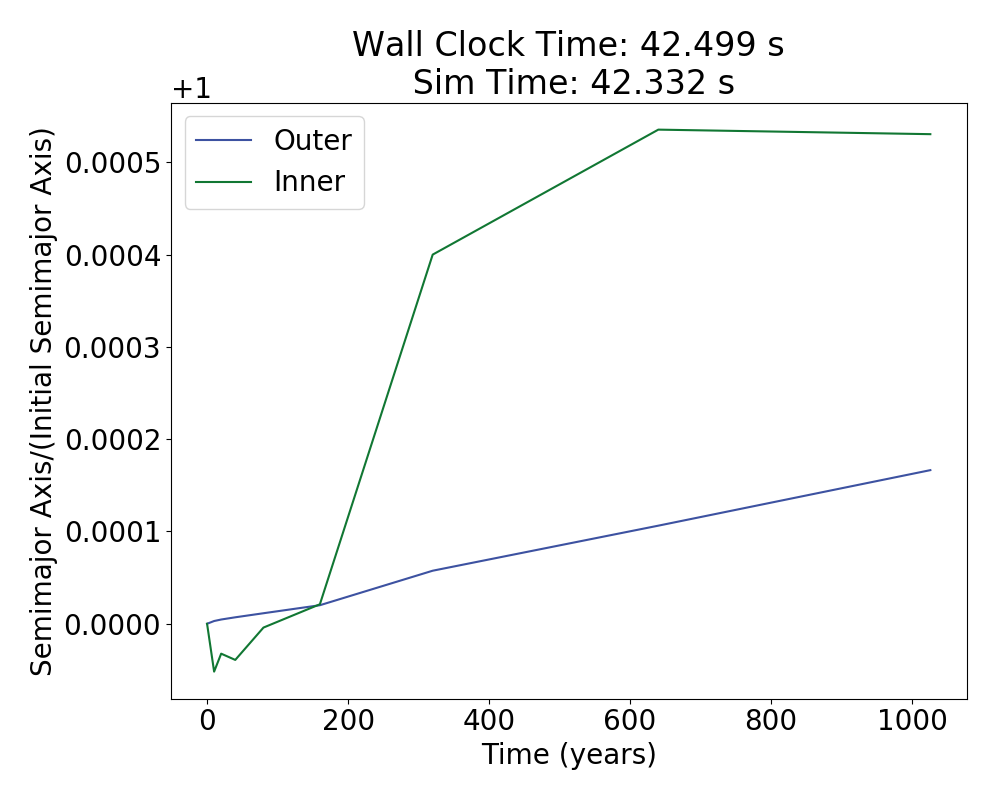 Wall Clock Time: 42.499 s
Sim Time: 42.332 s
+1
Outer
Inner
Semimajor Axis/(Initial Semimajor Axis)
0.0005
0.0004
0.0003
0.0002
0.0001
0.0000
0 200 400 600 800 1000
Time (years)